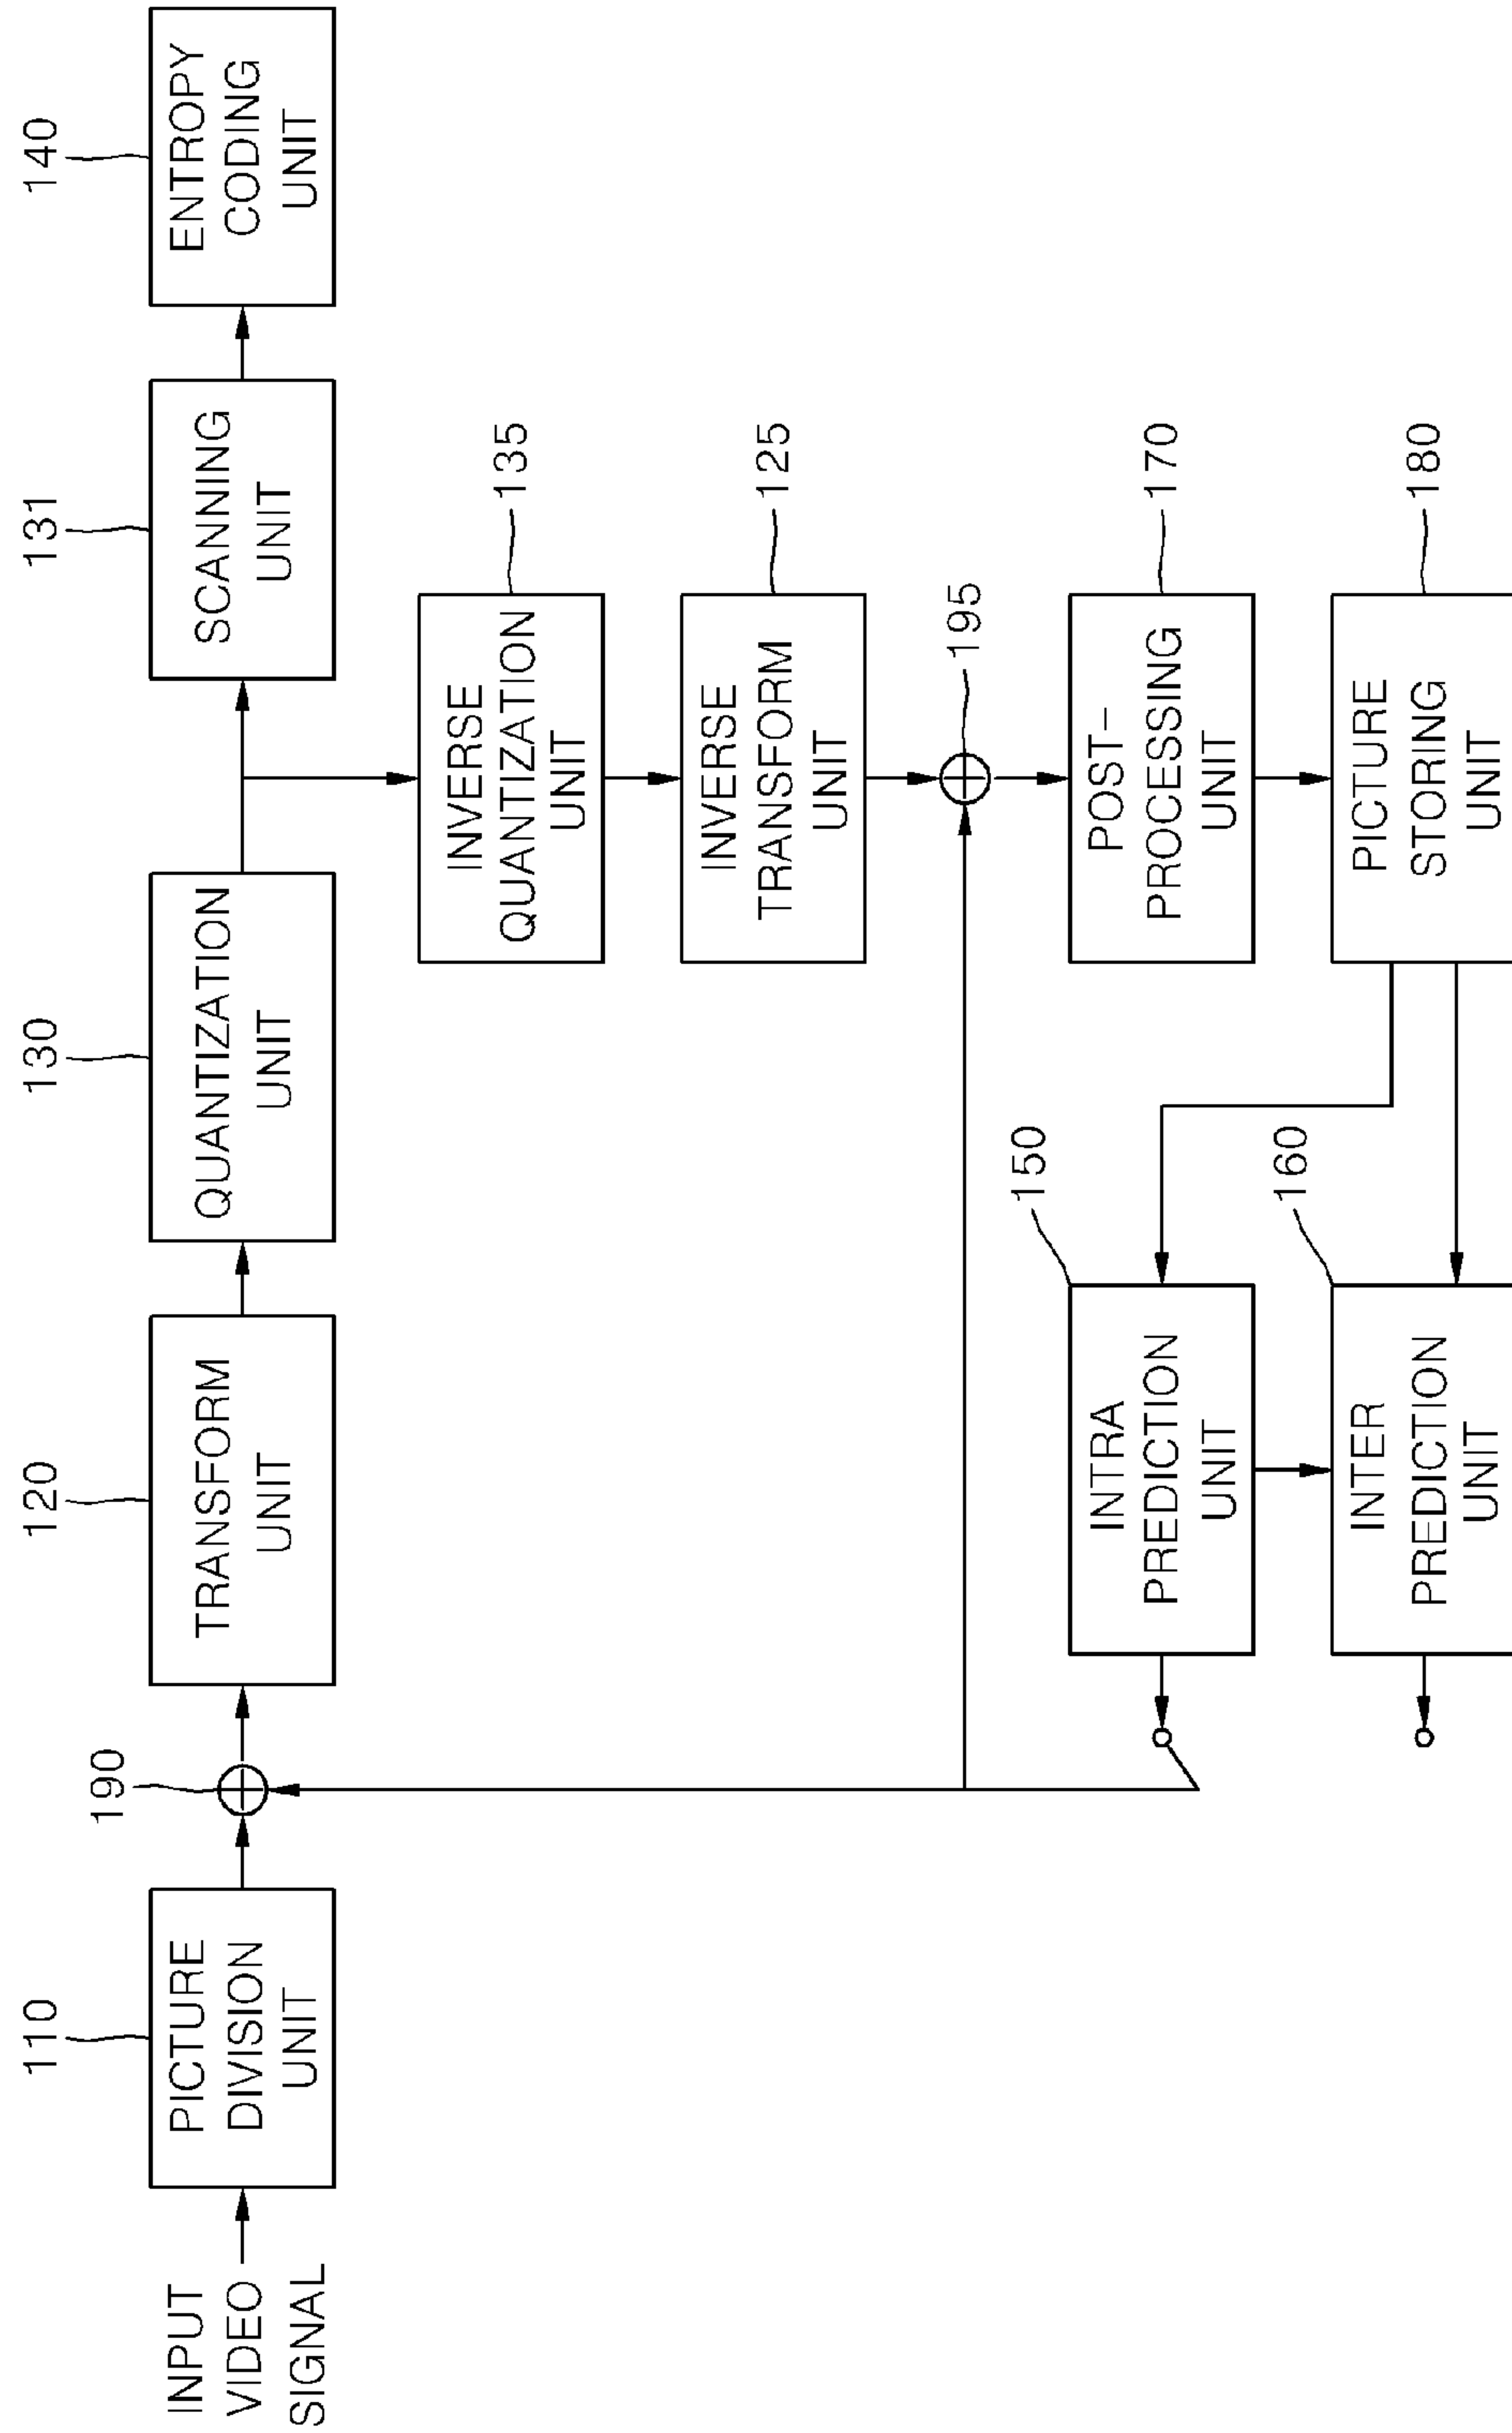 110
PICTURE
DIVISION
UNIT
INPUT
VIDEO
SIGNAL
190
120
TRANSFORM
UNIT
130
QUANTIZATION
UNIT
131
SCANNING
UNIT
140
ENTROPY
CODING
UNIT
INVERSE
QUANTIZATION
UNIT
135
INVERSE
TRANSFORM
UNIT
125
195
150
INTRA
PREDICTION
UNIT
POST-
PROCESSING
UNIT
170
160
INTER
PREDICTION
UNIT
PICTURE
STORING
UNIT
180